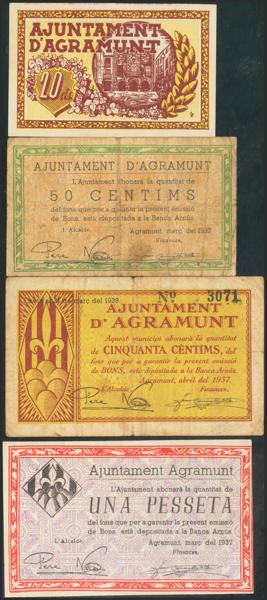 AJUNTAMENT
D'AGRAMUNT
AJUNTAMENT D'AGRAMUNT
L'Ajuntament abonarà la quantitat de
50 CENTIMS
del fons que per a garantir la present emissió
de Bons, està depositada a la Banca Arnús.
L'Alcalde, Agramunt març del 1937
Finances,
març del 1938
Nº 3071
AJUNTAMENT
D'AGRAMUNT
Aquest municipi abonarà la quantitat de
CINQUANTA CÈNTIMS, del
fons que per a garantir la present emissió
de BONS, està dipositada a la Banca Arnús.
Agramunt, abril del 1937.
L'Alcalde Finances,
Ajuntament Agramunt
L'Ajuntament abonarà la quantitat de
UNA PESSETA
del fons que per a garantir la present emissió
de Bons, està depositada a la Banca Arnús.
L'Alcalde, Agramunt, març del 1937
Finances,